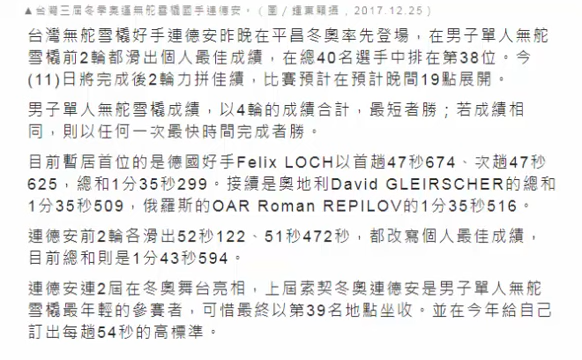 ▲台灣三屆冬季奧運無舵雪橇國手連德安。（圖／鍾東穎攝，2017.12.25）
台灣無舵雪橇好手連德安昨晚在平昌冬奧率先登場，在男子單人無舵
雪橇前2輪都滑出個人最佳成績，在總40名選手中排在第38位。今
(11)日將完成後2輪力拼佳績，比賽預計在預計晚間19點展開。
男子單人無舵雪橇成績，以4輪的成績合計，最短者勝；若成績相
同，則以任何一次最快時間完成者勝。
目前暫居首位的是德國好手Felix LOCH以首趟47秒674、次趟47秒
625，總和1分35秒299。接續是奧地利David GLEIRSCHER的總和
1分35秒509，俄羅斯的OAR Roman REPILOV的1分35秒516。
連德安前2輪各滑出52秒122、51秒472秒，都改寫個人最佳成績，
目前總和則是1分43秒594。
連德安連2屆在冬奧舞台亮相，上屆索契冬奧連德安是男子單人無舵
雪橇最年輕的參賽者，可惜最終以第39名地點坐收。並在今年給自己
訂出每趟54秒的高標準。